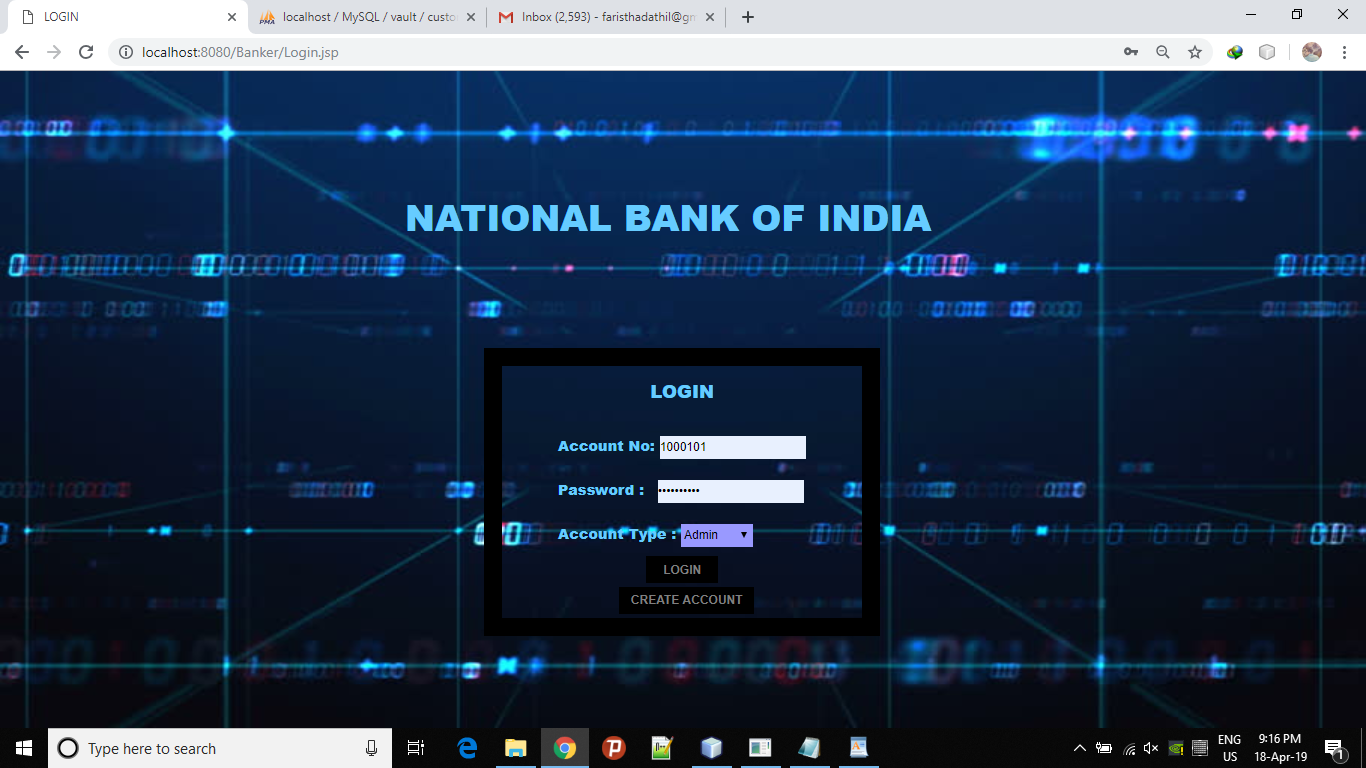 LOGIN
localhost / MySQL / vault / custo
Inbox (2,593) - faristhadathil@gm
localhost:8080/Banker/Login.jsp
NATIONAL BANK OF INDIA
LOGIN
Account No: 1000101
Password : ••••••••••
Account Type : Admin
LOGIN
CREATE ACCOUNT
Type here to search
ENG
US
9:16 PM
18-Apr-19
1